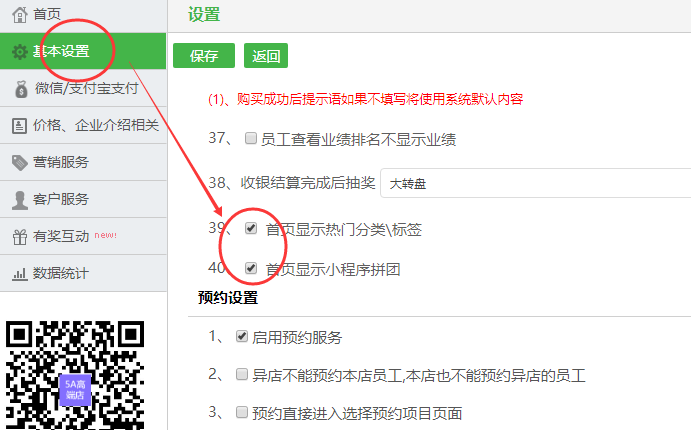 首页
基本设置
微信/支付宝支付
价格、企业介绍相关
营销服务
客户服务
有奖互动 new!
数据统计
5A高
端店
设置
保存 返回
(1)、购买成功后提示语如果不填写将使用系统默认内容
37、 员工查看业绩排名不显示业绩
38、收银结算完成后抽奖 大转盘
39、 首页显示热门分类\标签
40、 首页显示小程序拼团
预约设置
1、 启用预约服务
2、 异店不能预约本店员工,本店也不能预约异店的员工
3、 预约直接进入选择预约项目页面